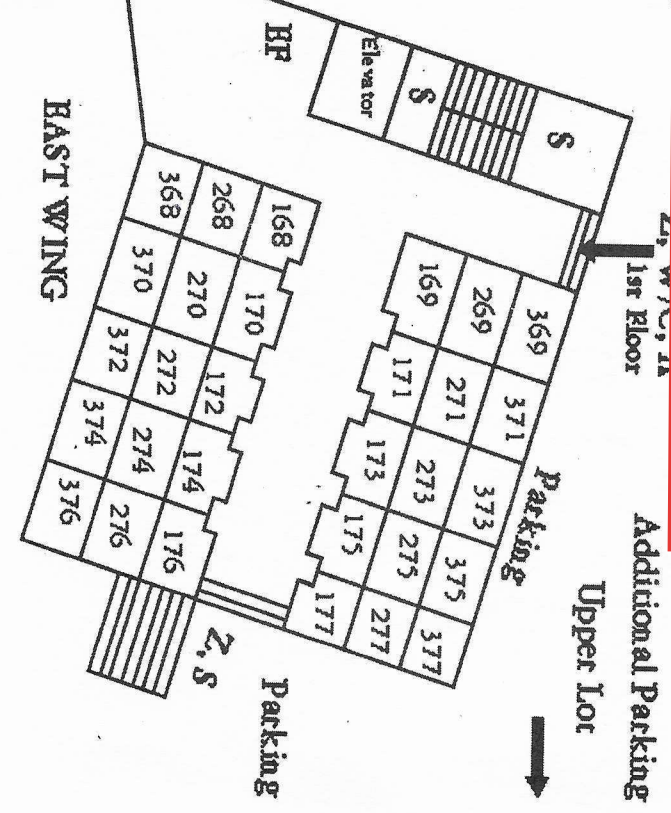 Additional Parking
1st Floor
Upper Lot
Parking
S
S
Elevator
EF
369 371 373 375 377
269 271 273 275 277
169 171 173 175 177
Parking
Z, S
168 170 172 174 176
268 270 272 274 276
368 370 372 374 376
EAST WING